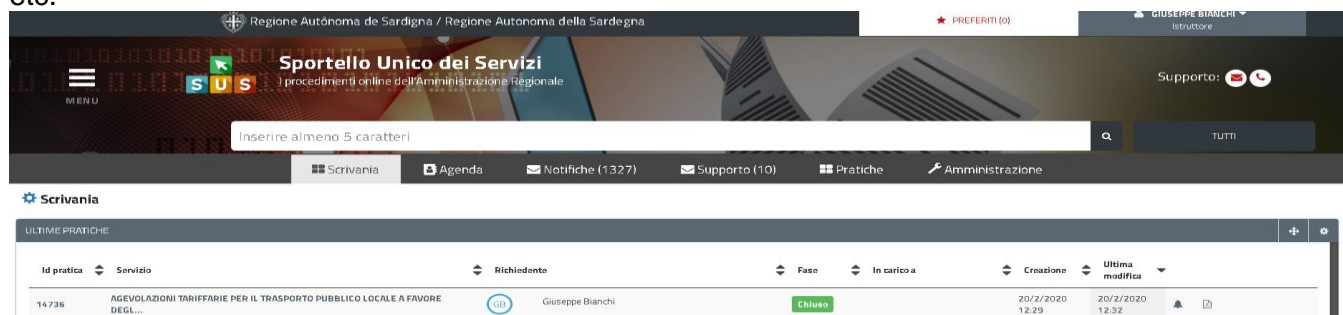 etc.
Regione Autònoma de Sardigna / Regione Autonoma della Sardegna
PREFERITI (0)
GIUSEPPE BIANCHI
Istruttore
MENU
SUS
Sportello Unico dei Servizi
I procedimenti online dell'Amministrazione Regionale
Supporto:
Inserire almeno 5 caratteri
TUTTI
Scrivania
Agenda
Notifiche (1327)
Supporto (10)
Pratiche
Amministrazione
Scrivania
ULTIME PRATICHE
Id pratica
Servizio
Richiedente
Fase
In carico a
Creazione
Ultima
modifica
14736
AGEVOLAZIONI TARIFFARIE PER IL TRASPORTO PUBBLICO LOCALE A FAVORE
DEGL...
GB
Giuseppe Bianchi
Chiuso
20/2/2020
12:29
20/2/2020
12:32